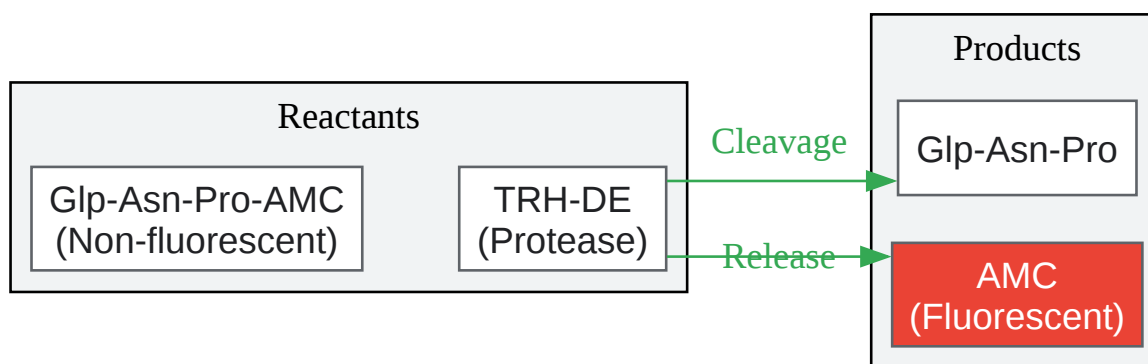 Reactants
Glp-Asn-Pro-AMC
(Non-fluorescent)
TRH-DE
(Protease)
Cleavage
Release
Products
Glp-Asn-Pro
AMC
(Fluorescent)